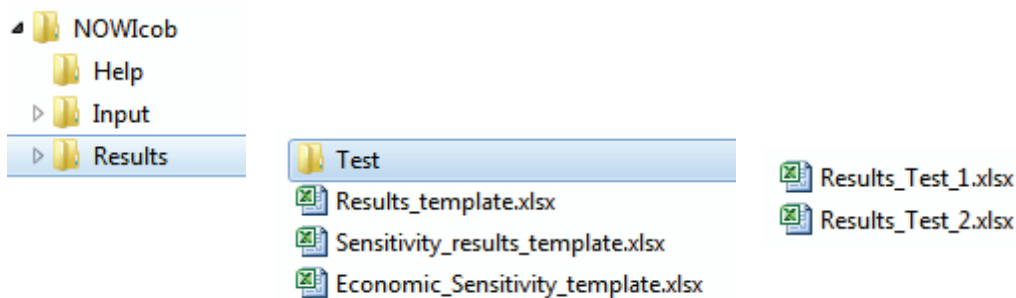 NOWIcob
Help
Input
Results
Test
Results_template.xlsx
Sensitivity_results_template.xlsx
Economic_Sensitivity_template.xlsx
Results_Test_1.xlsx
Results_Test_2.xlsx